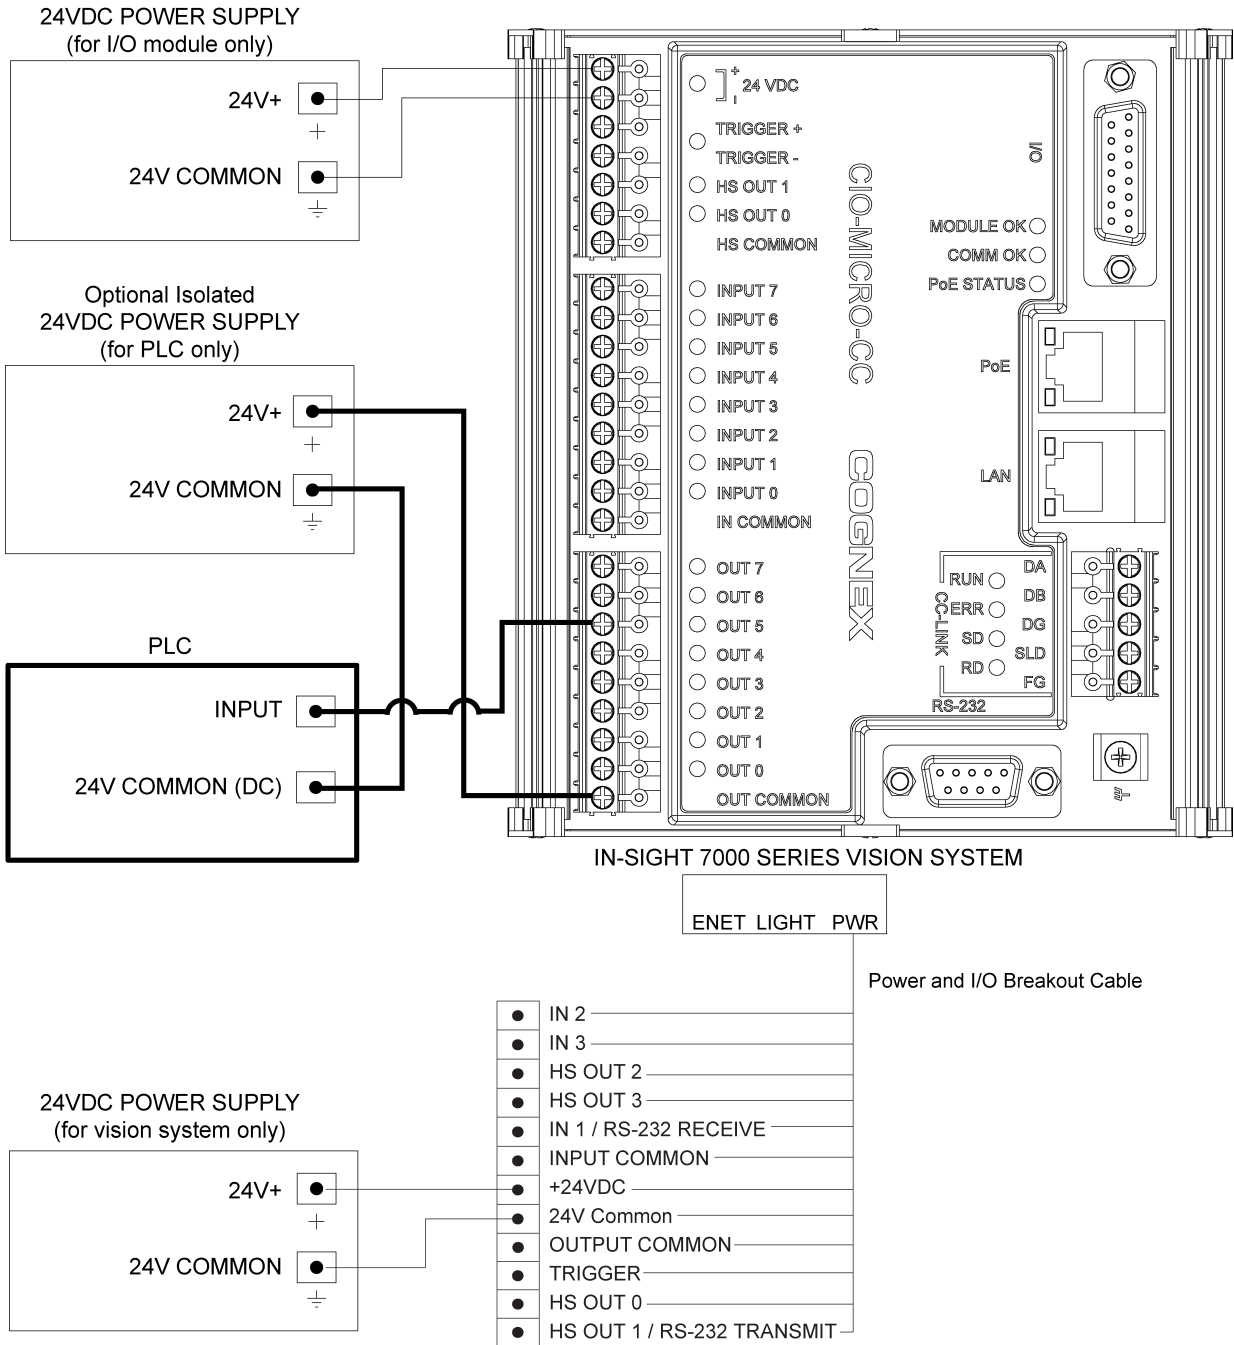 24VDC POWER SUPPLY
(for I/O module only)
24V+
+
24V COMMON
Optional Isolated
24VDC POWER SUPPLY
(for PLC only)
24V+
+
24V COMMON
PLC
INPUT
24V COMMON (DC)
+
-
24 VDC
TRIGGER +
TRIGGER -
HS OUT 1
HS OUT 0
HS COMMON
INPUT 7
INPUT 6
INPUT 5
INPUT 4
INPUT 3
INPUT 2
INPUT 1
INPUT 0
IN COMMON
OUT 7
OUT 6
OUT 5
OUT 4
OUT 3
OUT 2
OUT 1
OUT 0
OUT COMMON
CIO-MICRO-CC
COGNEX
I/O
MODULE OK
COMM OK
PoE STATUS
PoE
LAN
CC-LINK
RUN
ERR
SD
RD
DA
DB
DG
SLD
FG
RS-232
IN-SIGHT 7000 SERIES VISION SYSTEM
ENET LIGHT PWR
Power and I/O Breakout Cable
IN 2
IN 3
HS OUT 2
HS OUT 3
IN 1 / RS-232 RECEIVE
INPUT COMMON
+24VDC
24V Common
OUTPUT COMMON
TRIGGER
HS OUT 0
HS OUT 1 / RS-232 TRANSMIT
24VDC POWER SUPPLY
(for vision system only)
24V+
+
24V COMMON